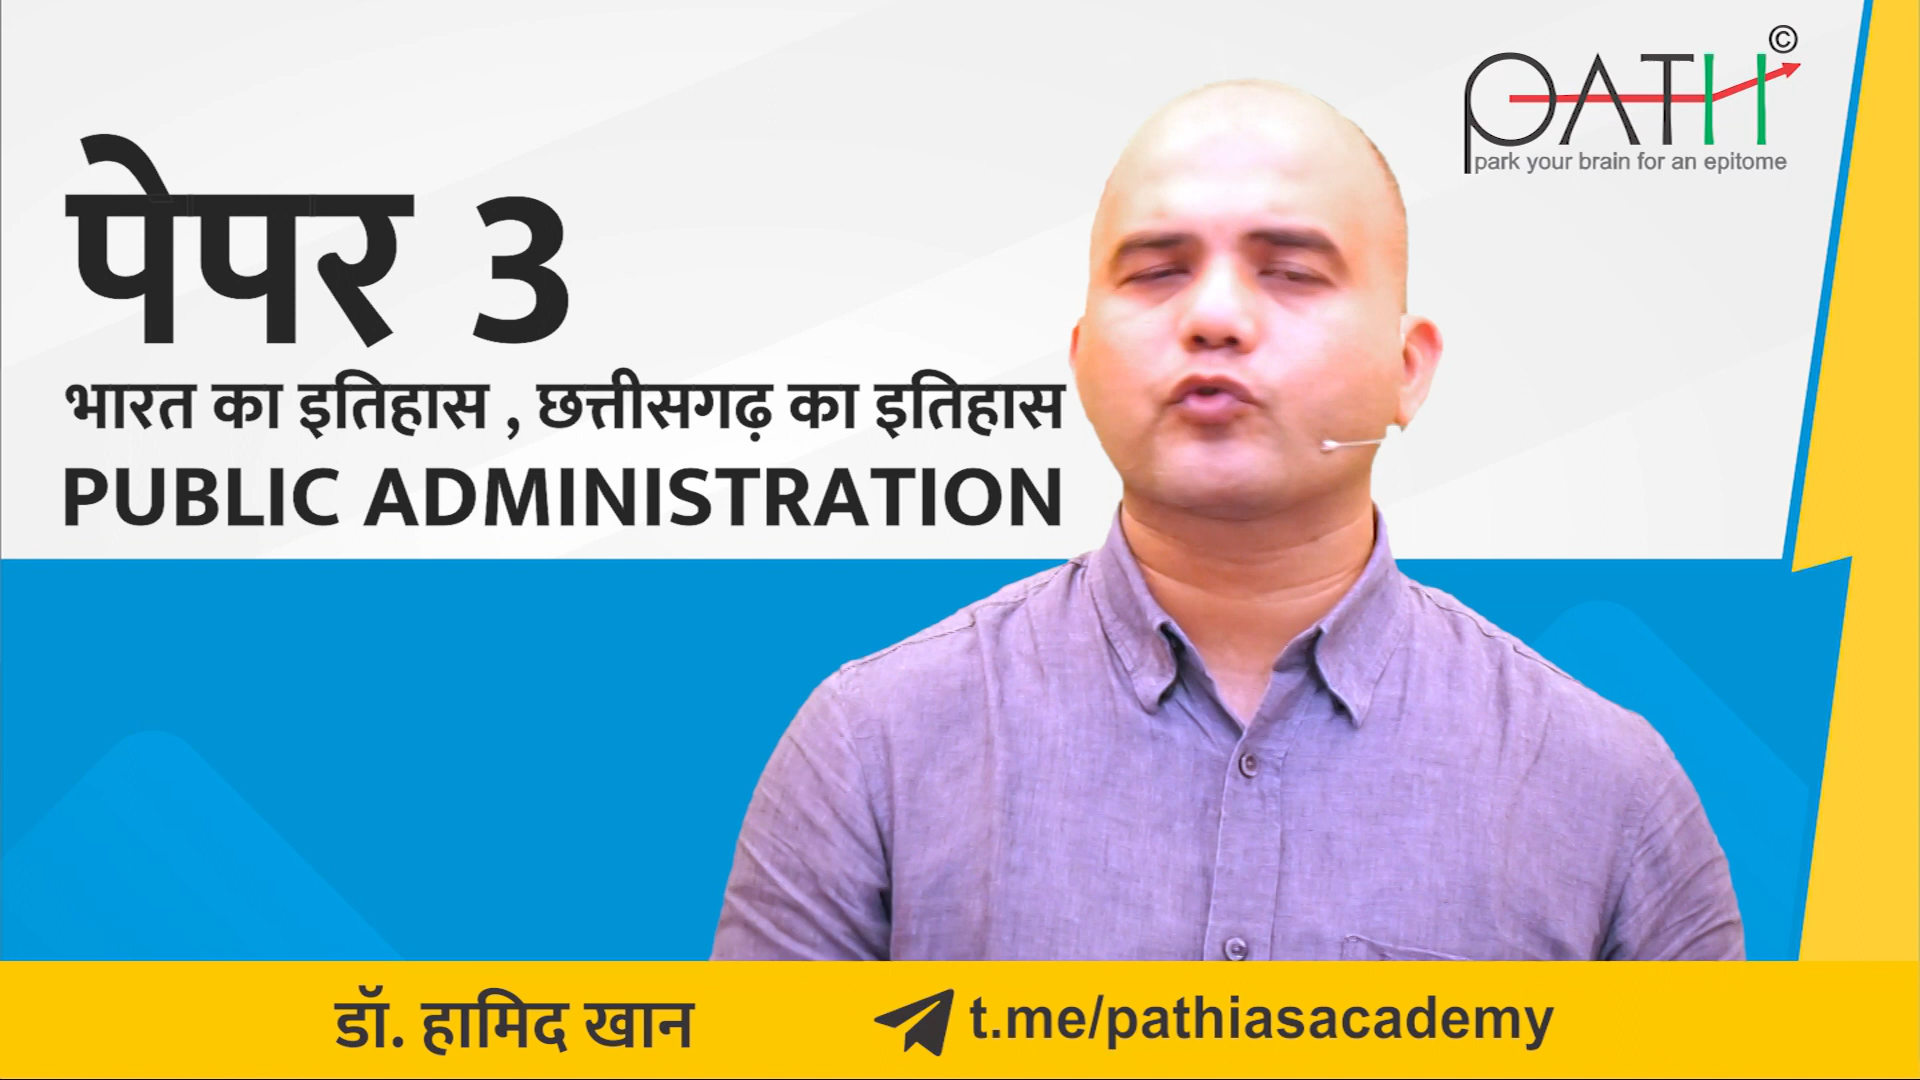 PATH ©
park your brain for an epitome
पेपर 3
भारत का इतिहास , छत्तीसगढ़ का इतिहास
PUBLIC ADMINISTRATION
डॉ. हामिद खान
t.me/pathiasacademy